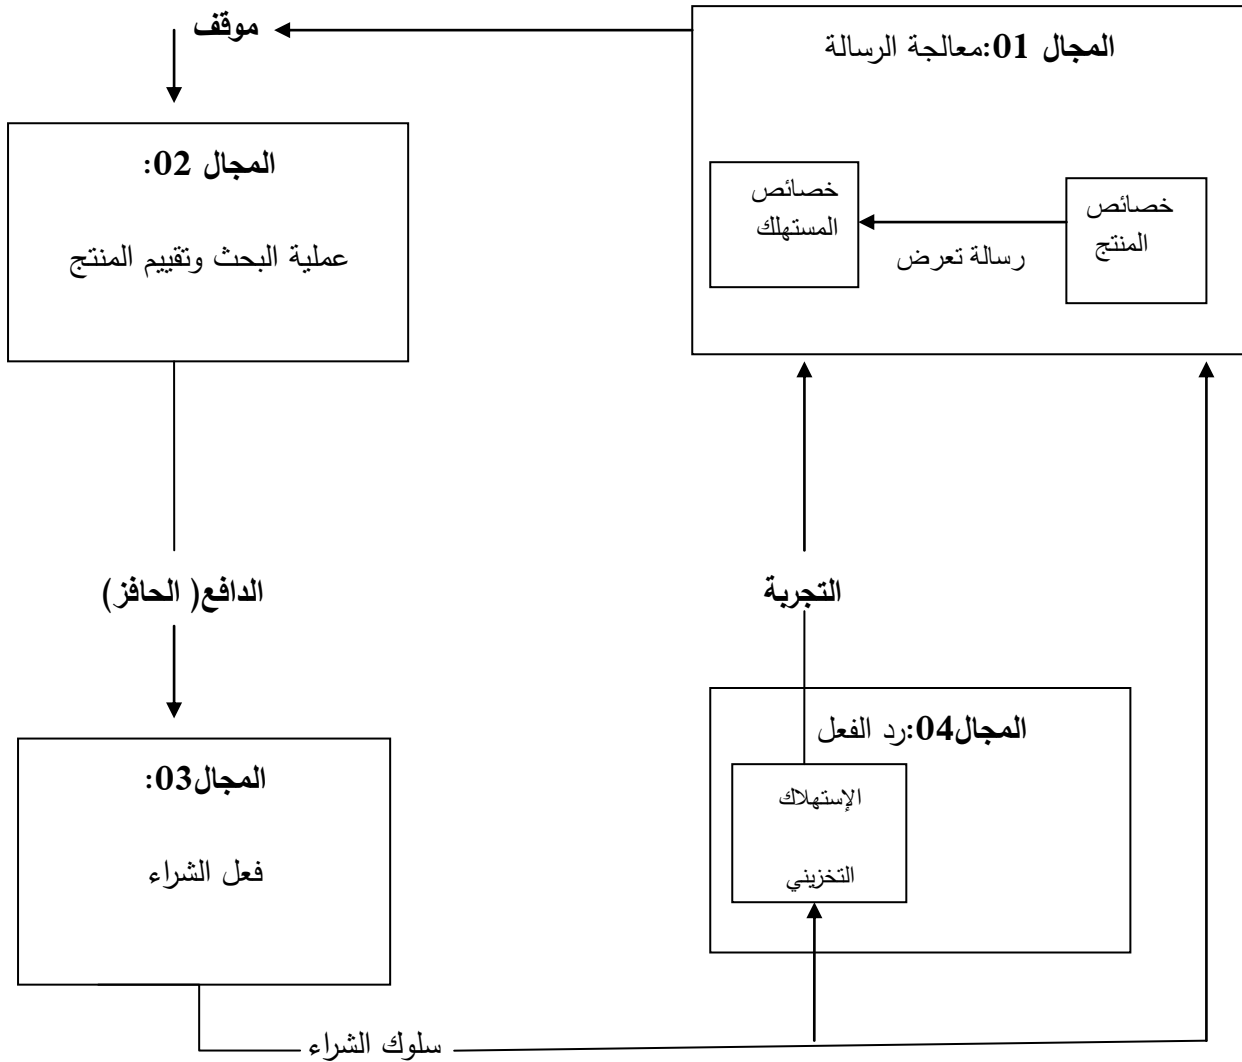 المجال 01:معالجة الرسالة
خصائص
المنتج
رسالة تعرض
خصائص
المستهلك
موقف
المجال 02:
عملية البحث وتقييم المنتج
الدافع( الحافز)
المجال03:
فعل الشراء
سلوك الشراء
المجال04:رد الفعل
الإستهلاك
التخزيني
التجربة